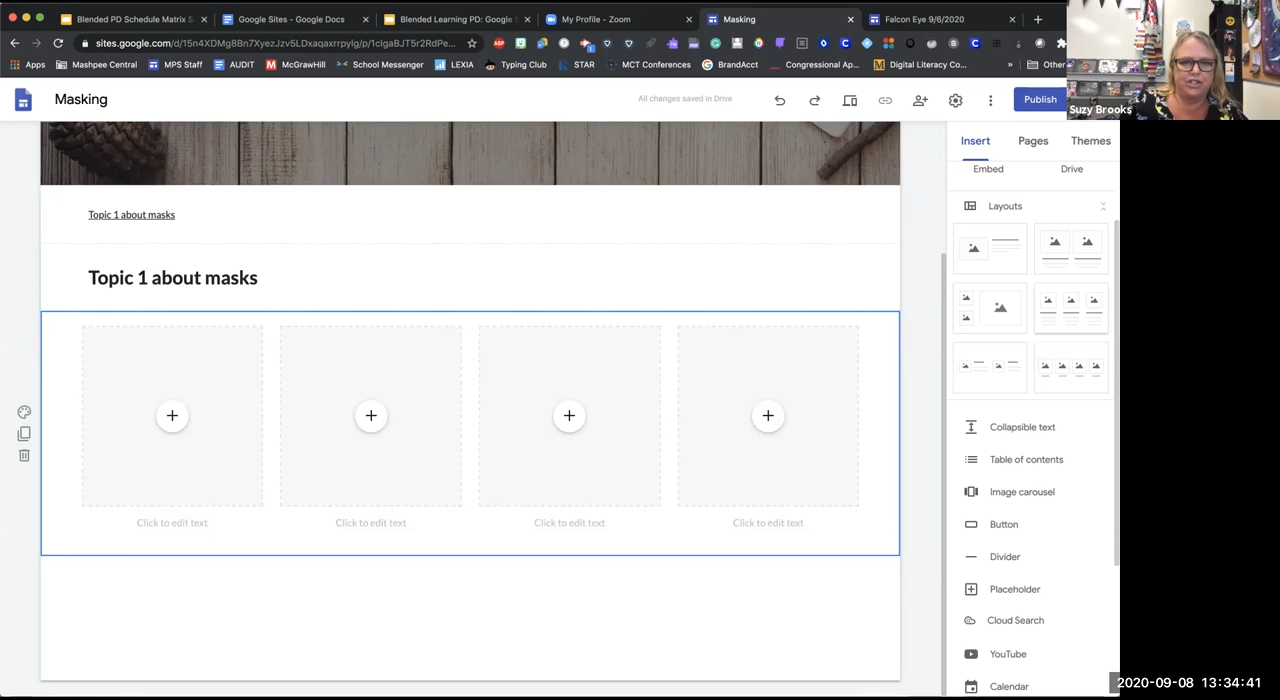 Blended PD Schedule Matrix S
Google Sites - Google Docs
Blended Learning PD: Google S
My Profile - Zoom
Masking
Falcon Eye 9/6/2020
sites.google.com/d/15n4XDMg8Bn7XyezJzv5LDxaqaxrrpylg/p/1clgaBJT5r2RdPe...
Apps
Mashpee Central
MPS Staff
AUDIT
McGrawHill
School Messenger
LEXIA
Typing Club
STAR
MCT Conferences
BrandAcct
Congressional Ap...
Digital Literacy Co...
»
Other
Suzy Brooks
Masking
All changes saved in Drive
Publish
Insert
Pages
Themes
Embed
Drive
Topic 1 about masks
Layouts
Topic 1 about masks
Click to edit text
Click to edit text
Click to edit text
Click to edit text
Collapsible text
Table of contents
Image carousel
Button
Divider
Placeholder
Cloud Search
YouTube
Calendar
2020-09-08 13:34:41